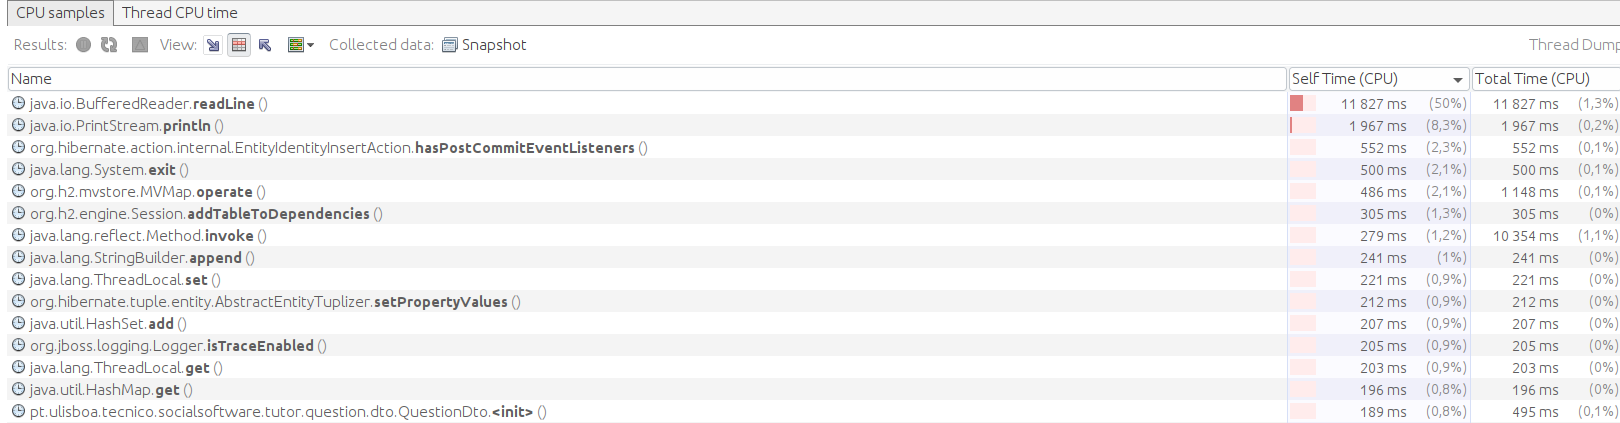 CPU samples Thread CPU time
Results: View: Collected data: Snapshot Thread Dump
Name Self Time (CPU) Total Time (CPU)
java.io.BufferedReader.readLine () 11 827 ms (50%) 11 827 ms (1,3%)
java.io.PrintStream.println () 1 967 ms (8,3%) 1 967 ms (0,2%)
org.hibernate.action.internal.EntityIdentityInsertAction.hasPostCommitEventListeners () 552 ms (2,3%) 552 ms (0,1%)
java.lang.System.exit () 500 ms (2,1%) 500 ms (0,1%)
org.h2.mvstore.MVMap.operate () 486 ms (2,1%) 1 148 ms (0,1%)
org.h2.engine.Session.addTableToDependencies () 305 ms (1,3%) 305 ms (0%)
java.lang.reflect.Method.invoke () 279 ms (1,2%) 10 354 ms (1,1%)
java.lang.StringBuilder.append () 241 ms (1%) 241 ms (0%)
java.lang.ThreadLocal.set () 221 ms (0,9%) 221 ms (0%)
org.hibernate.tuple.entity.AbstractEntityTuplizer.setPropertyValues () 212 ms (0,9%) 212 ms (0%)
java.util.HashSet.add () 207 ms (0,9%) 207 ms (0%)
org.jboss.logging.Logger.isTraceEnabled () 205 ms (0,9%) 205 ms (0%)
java.lang.ThreadLocal.get () 203 ms (0,9%) 203 ms (0%)
java.util.HashMap.get () 196 ms (0,8%) 196 ms (0%)
pt.ulisboa.tecnico.socialsoftware.tutor.question.dto.QuestionDto.<init> () 189 ms (0,8%) 495 ms (0,1%)